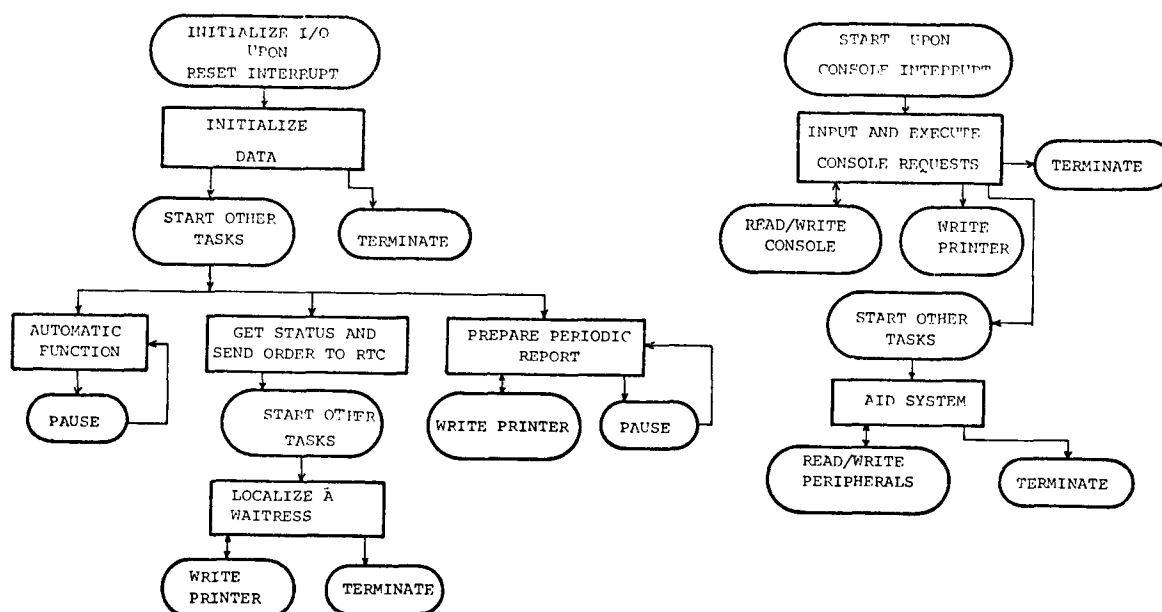 INITIALIZE I/O
UPON
RESET INTERRUPT
INITIALIZE
DATA
START OTHER
TASKS
TERMINATE
AUTOMATIC
FUNCTION
PAUSE
GET STATUS AND
SEND ORDER TO RTC
START OTHER
TASKS
LOCALIZE A
WAITRESS
WRITE
PRINTER
TERMINATE
PREPARE PERIODIC
REPORT
WRITE PRINTER
PAUSE
START UPON
CONSOLE INTERRUPT
INPUT AND EXECUTE
CONSOLE REQUESTS
TERMINATE
READ/WRITE
CONSOLE
WRITE
PRINTER
START OTHER
TASKS
AID SYSTEM
READ/WRITE
PERIPHERALS
TERMINATE